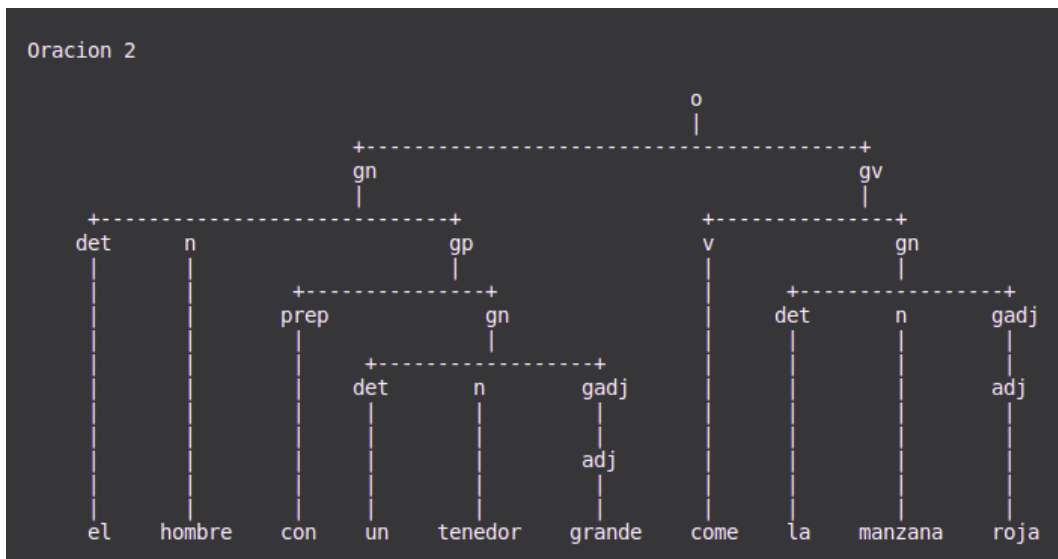 Oracion 2
o
gn gv
det n gp v gn
prep gn det n gadj
det n gadj adj
adj
el hombre con un tenedor grande come la manzana roja